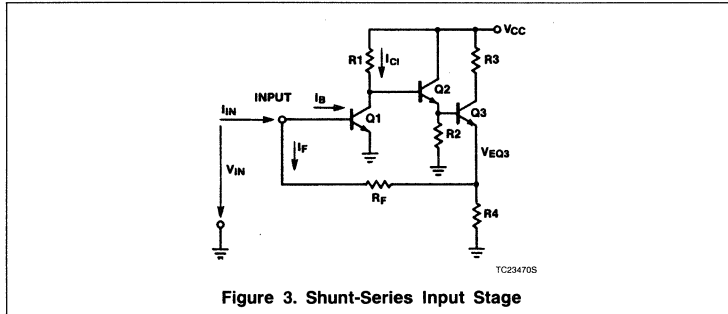 VCC
R1
ICI
R3
Q2
INPUT
IB
IIN
Q1
Q3
R2
IF
VEQ3
VIN
RF
R4
TC23470S
Figure 3. Shunt-Series Input Stage